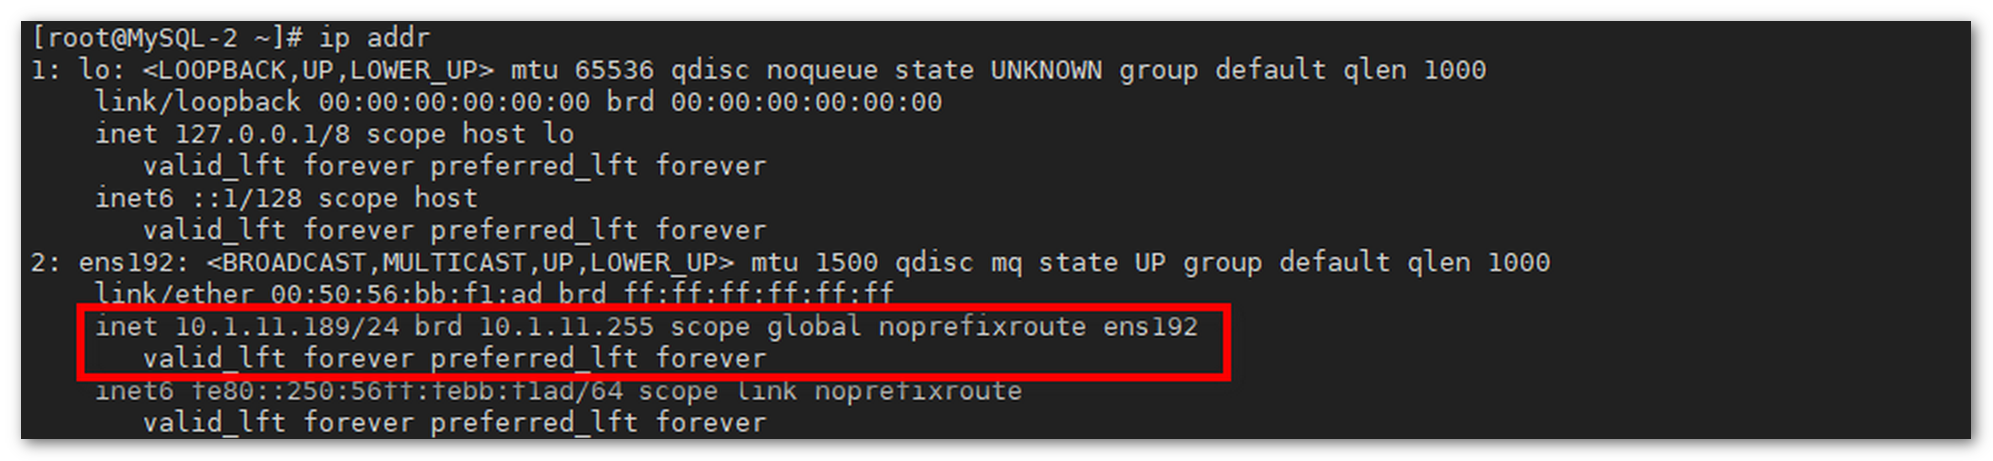 [root@MySQL-2 ~]# ip addr
1: lo: <LOOPBACK,UP,LOWER_UP> mtu 65536 qdisc noqueue state UNKNOWN group default qlen 1000
link/loopback 00:00:00:00:00:00 brd 00:00:00:00:00:00
inet 127.0.0.1/8 scope host lo
valid_lft forever preferred_lft forever
inet6 ::1/128 scope host
valid_lft forever preferred_lft forever
2: ens192: <BROADCAST,MULTICAST,UP,LOWER_UP> mtu 1500 qdisc mq state UP group default qlen 1000
link/ether 00:50:56:bb:f1:ad brd ff:ff:ff:ff:ff:ff
inet 10.1.11.189/24 brd 10.1.11.255 scope global noprefixroute ens192
valid_lft forever preferred_lft forever
inet6 fe80::250:56ff:febb:f1ad/64 scope link noprefixroute
valid_lft forever preferred_lft forever